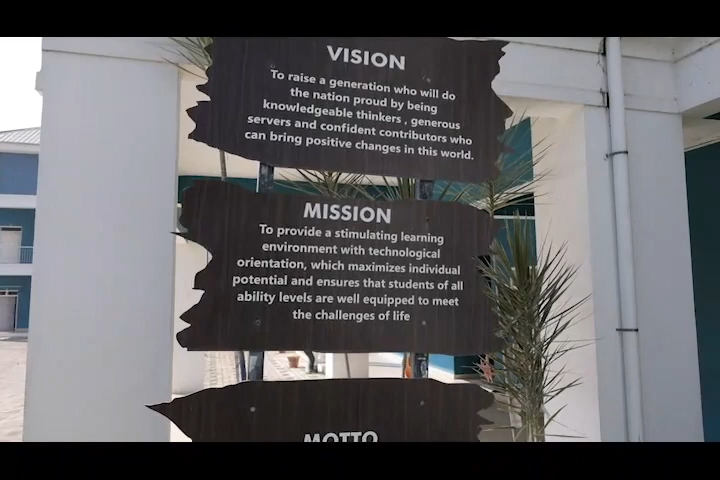 VISION
To raise a generation who will do
the nation proud by being
knowledgeable thinkers , generous
servers and confident contributors who
can bring positive changes in this world.
MISSION
To provide a stimulating learning
environment with technological
orientation, which maximizes individual
potential and ensures that students of all
ability levels are well equipped to meet
the challenges of life
MOTTO